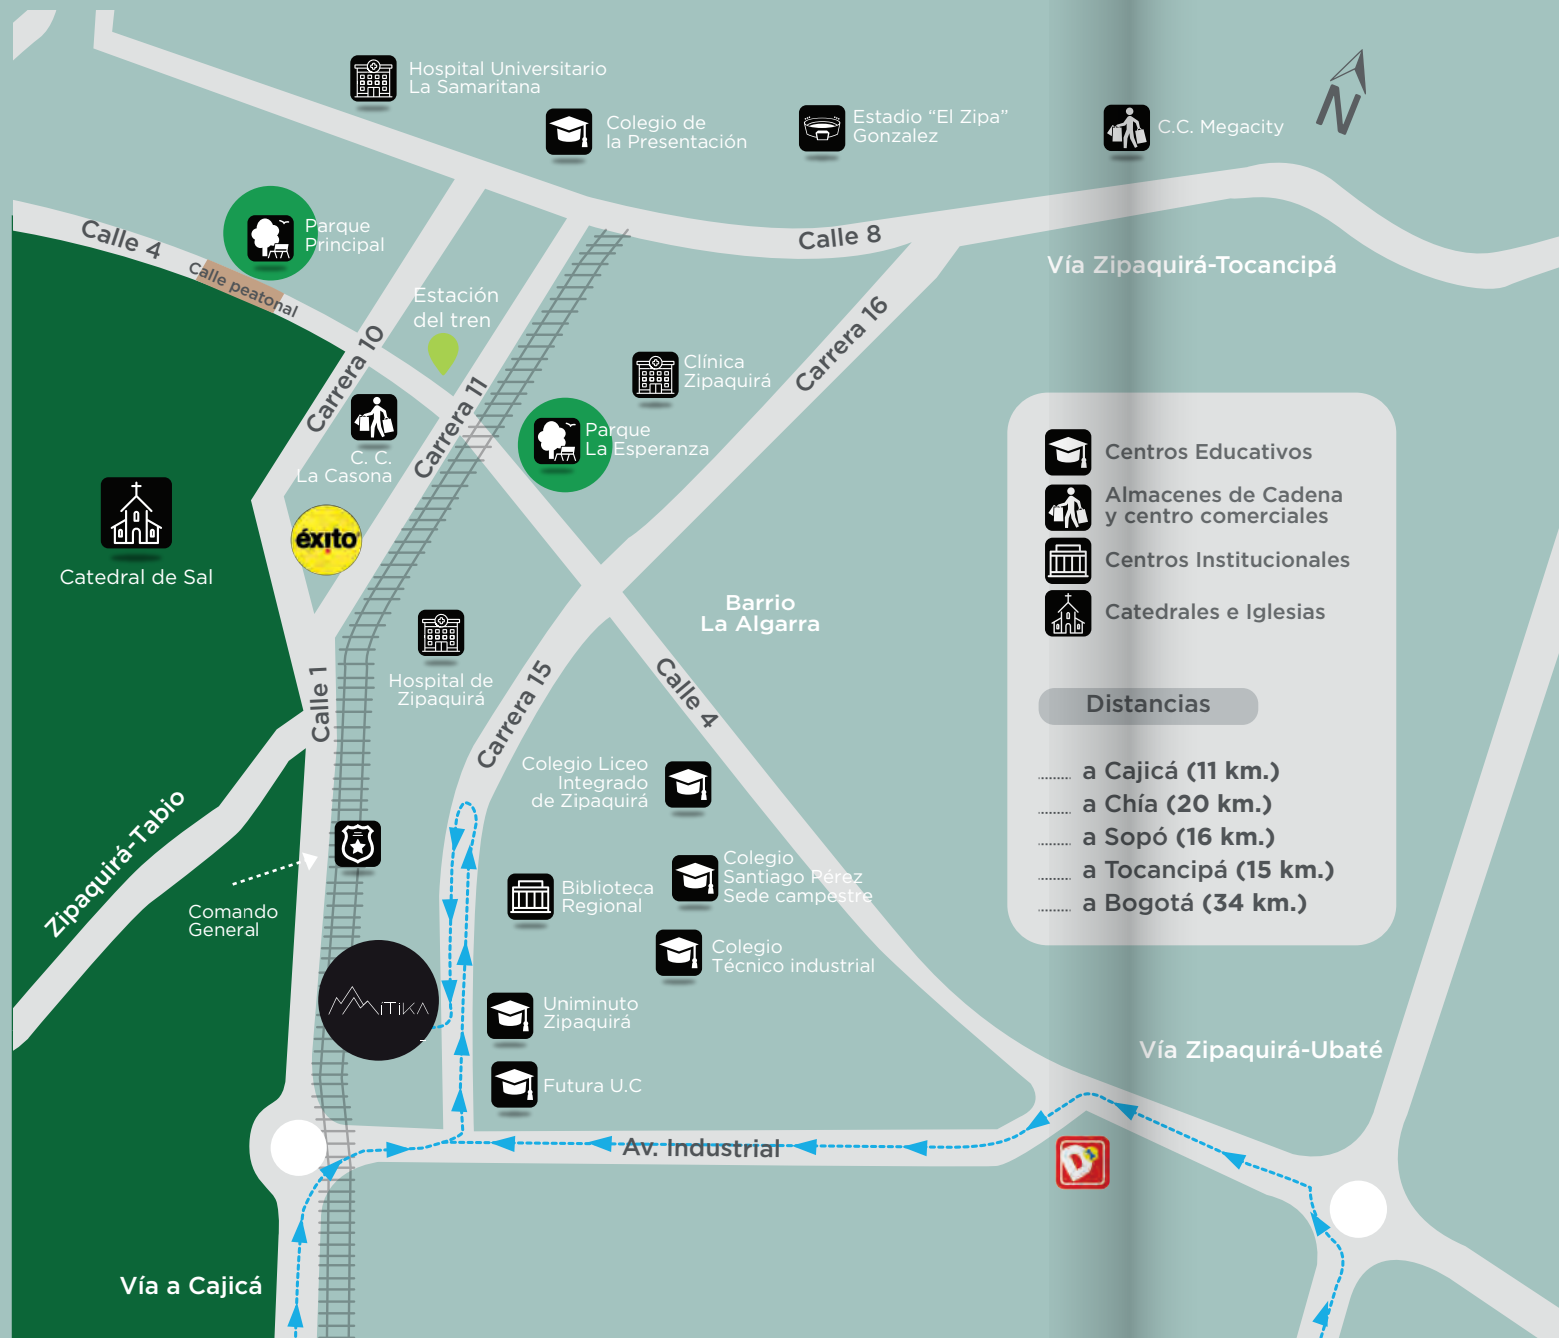 Hospital Universitario
La Samaritana
Colegio de
la Presentación
Estadio “El Zipa”
Gonzalez
C.C. Megacity
N
Calle 4
Calle peatonal
Parque
Principal
Calle 8
Vía Zipaquirá-Tocancipá
Estación
del tren
Carrera 10
Carrera 11
Carrera 16
Clínica
Zipaquirá
Parque
La Esperanza
C. C.
La Casona
éxito
Catedral de Sal
Barrio
La Algarra
Centros Educativos
Almacenes de Cadena
y centro comerciales
Centros Institucionales
Catedrales e Iglesias
Distancias
a Cajicá (11 km.)
a Chía (20 km.)
a Sopó (16 km.)
a Tocancipá (15 km.)
a Bogotá (34 km.)
Hospital de
Zipaquirá
Calle 1
Carrera 15
Calle 4
Colegio Liceo
Integrado
de Zipaquirá
Zipaquirá-Tabio
Comando
General
Biblioteca
Regional
Colegio
Santiago Pérez
Sede campestre
Colegio
Técnico industrial
MíTIKA
Uniminuto
Zipaquirá
Futura U.C
Vía Zipaquirá-Ubaté
Av. Industrial
D1
Vía a Cajicá